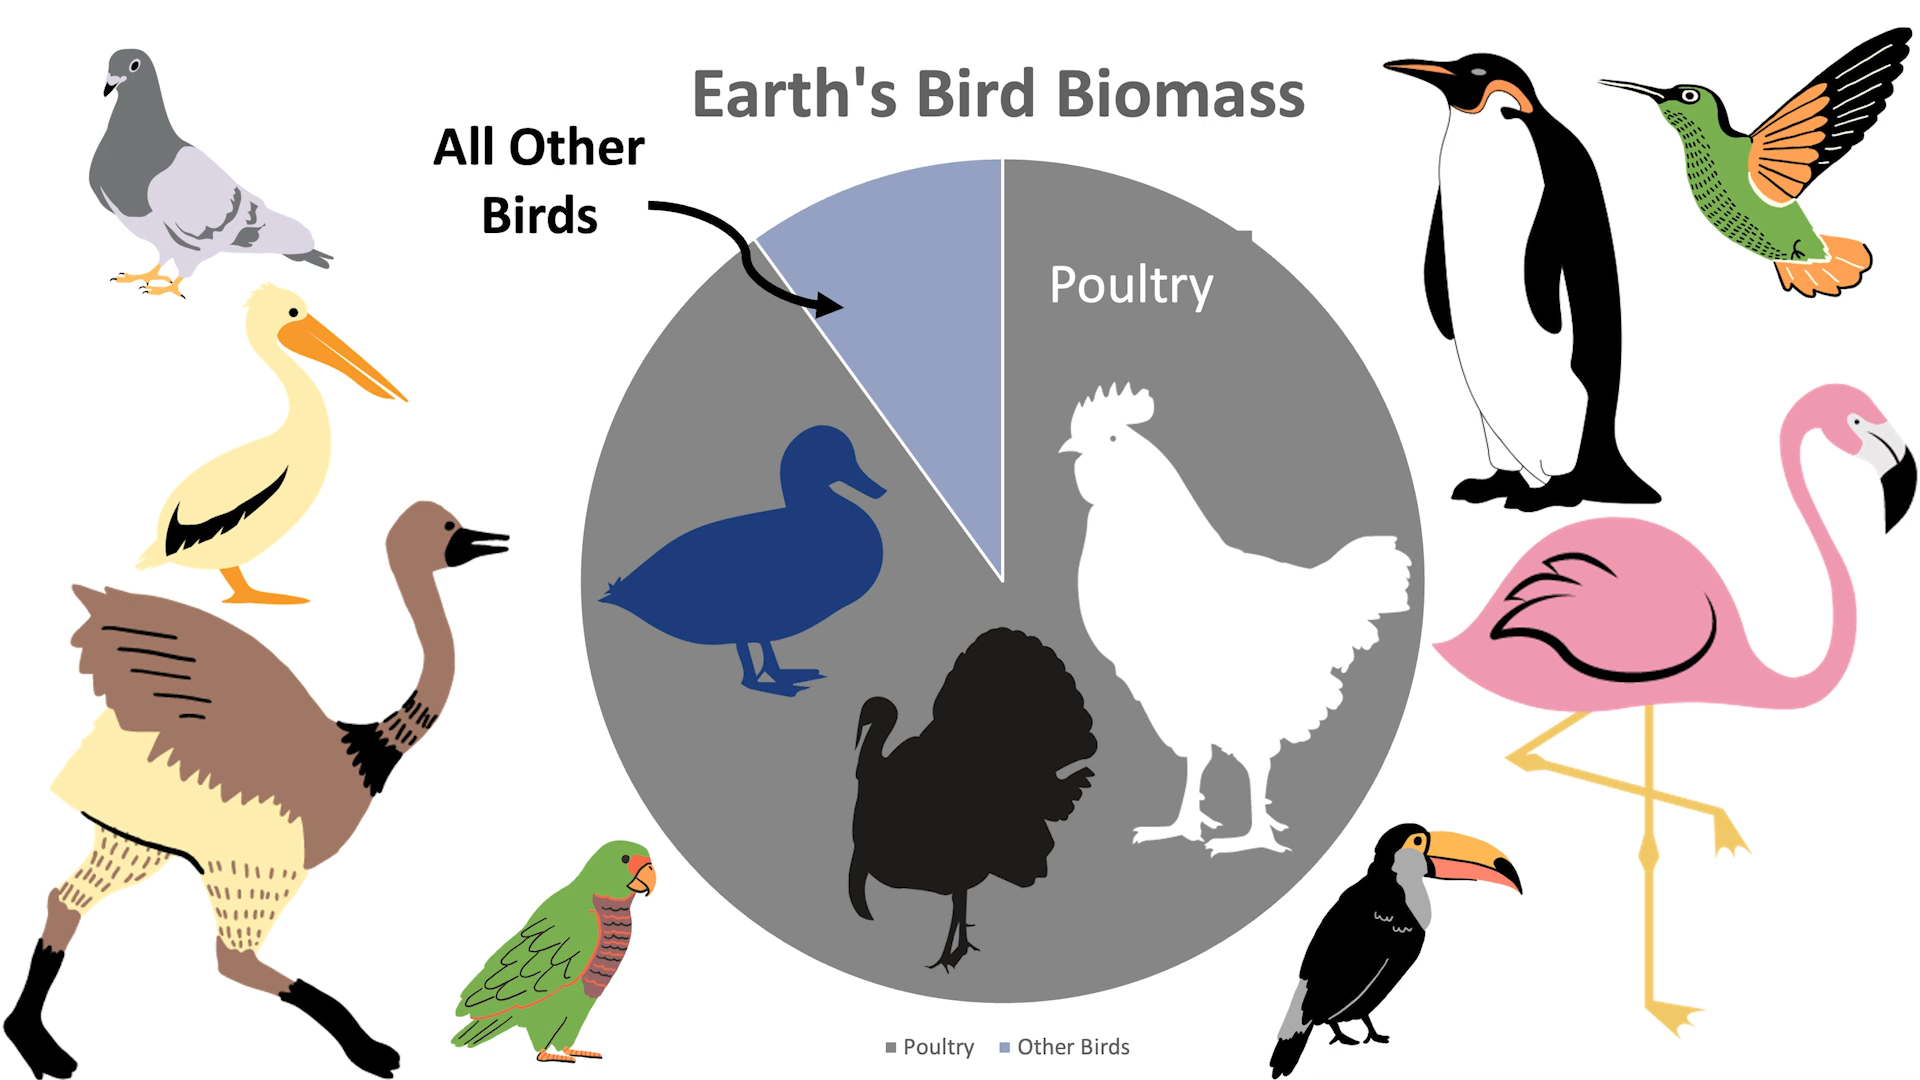 Earth's Bird Biomass
All Other
Birds
Poultry
Poultry
Other Birds